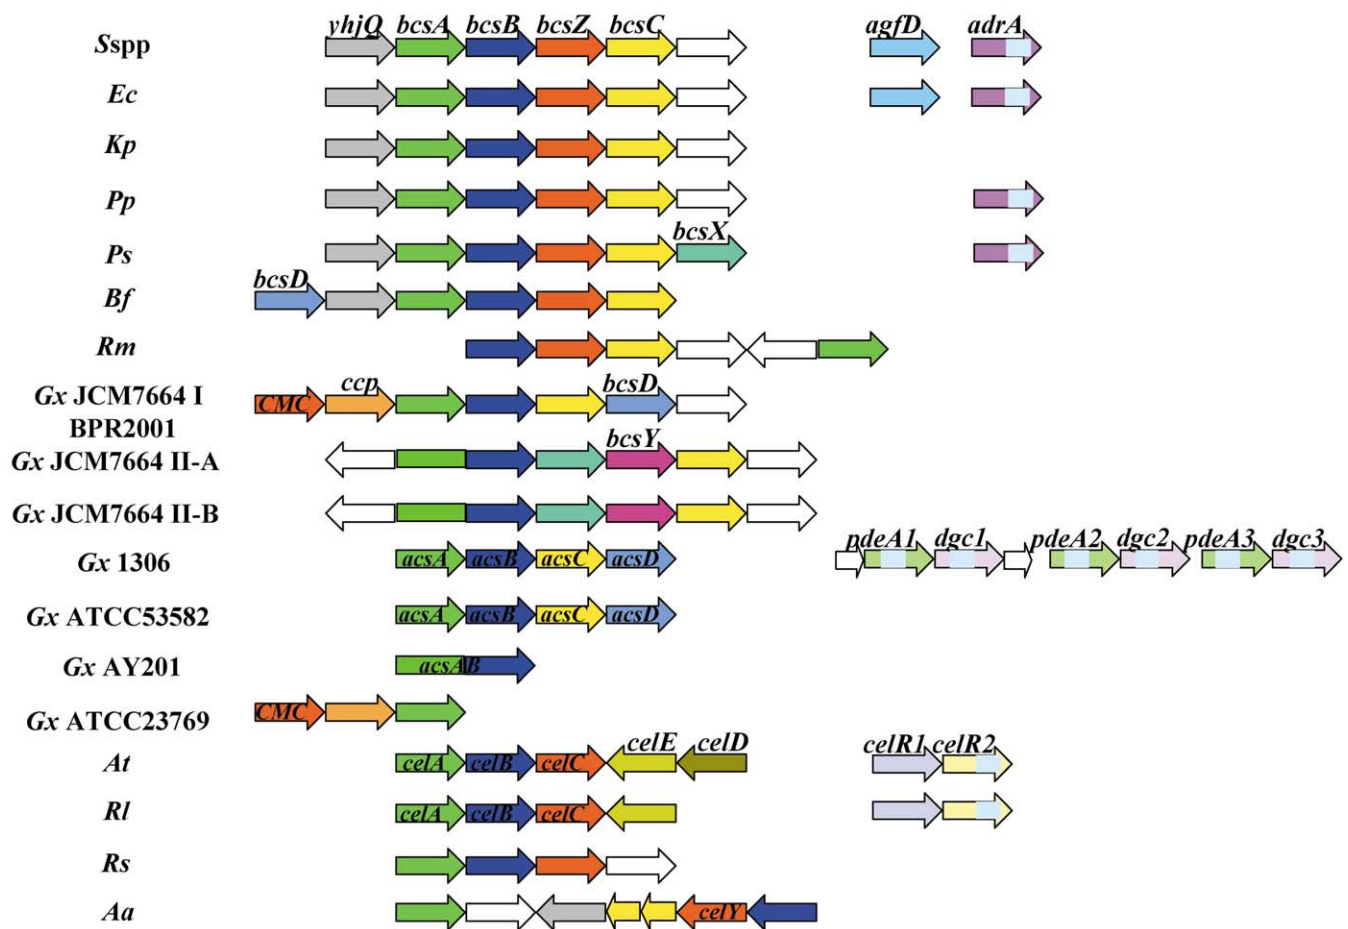 yhjQ bcsA bcsB bcsZ bcsC agfD adrA
Sspp
Ec
Kp
Pp
bcsX
Ps
bcsD
Bf
Rm
ccp bcsD
Gx JCM7664 I CMC
BPR2001
bcsY
Gx JCM7664 II-A
Gx JCM7664 II-B
pdeA1 dgc1 pdeA2 dgc2 pdeA3 dgc3
Gx 1306 acsA acsB acsC acsD
Gx ATCC53582 acsA acsB acsC acsD
Gx AY201 acsAB
Gx ATCC23769 CMC
celE celD celR1 celR2
At celA celB celC
Rl celA celB celC
Rs
Aa celY